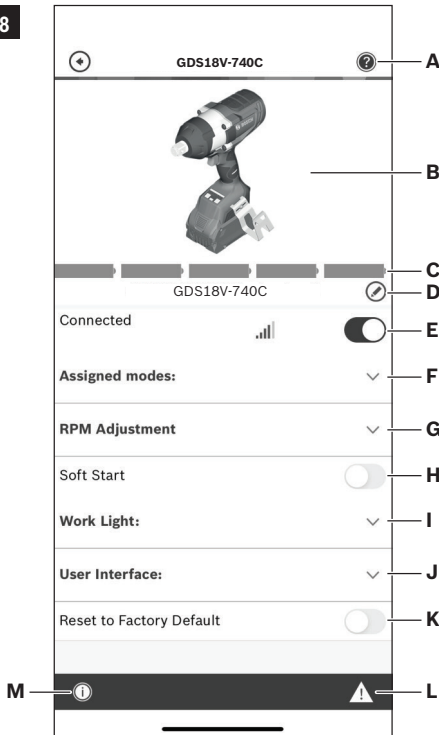 8
GDS18V-740C
?
A
B
C
GDS18V-740C
D
Connected
E
Assigned modes:
F
RPM Adjustment
G
Soft Start
H
Work Light:
I
User Interface:
J
Reset to Factory Default
K
M
i
!
L